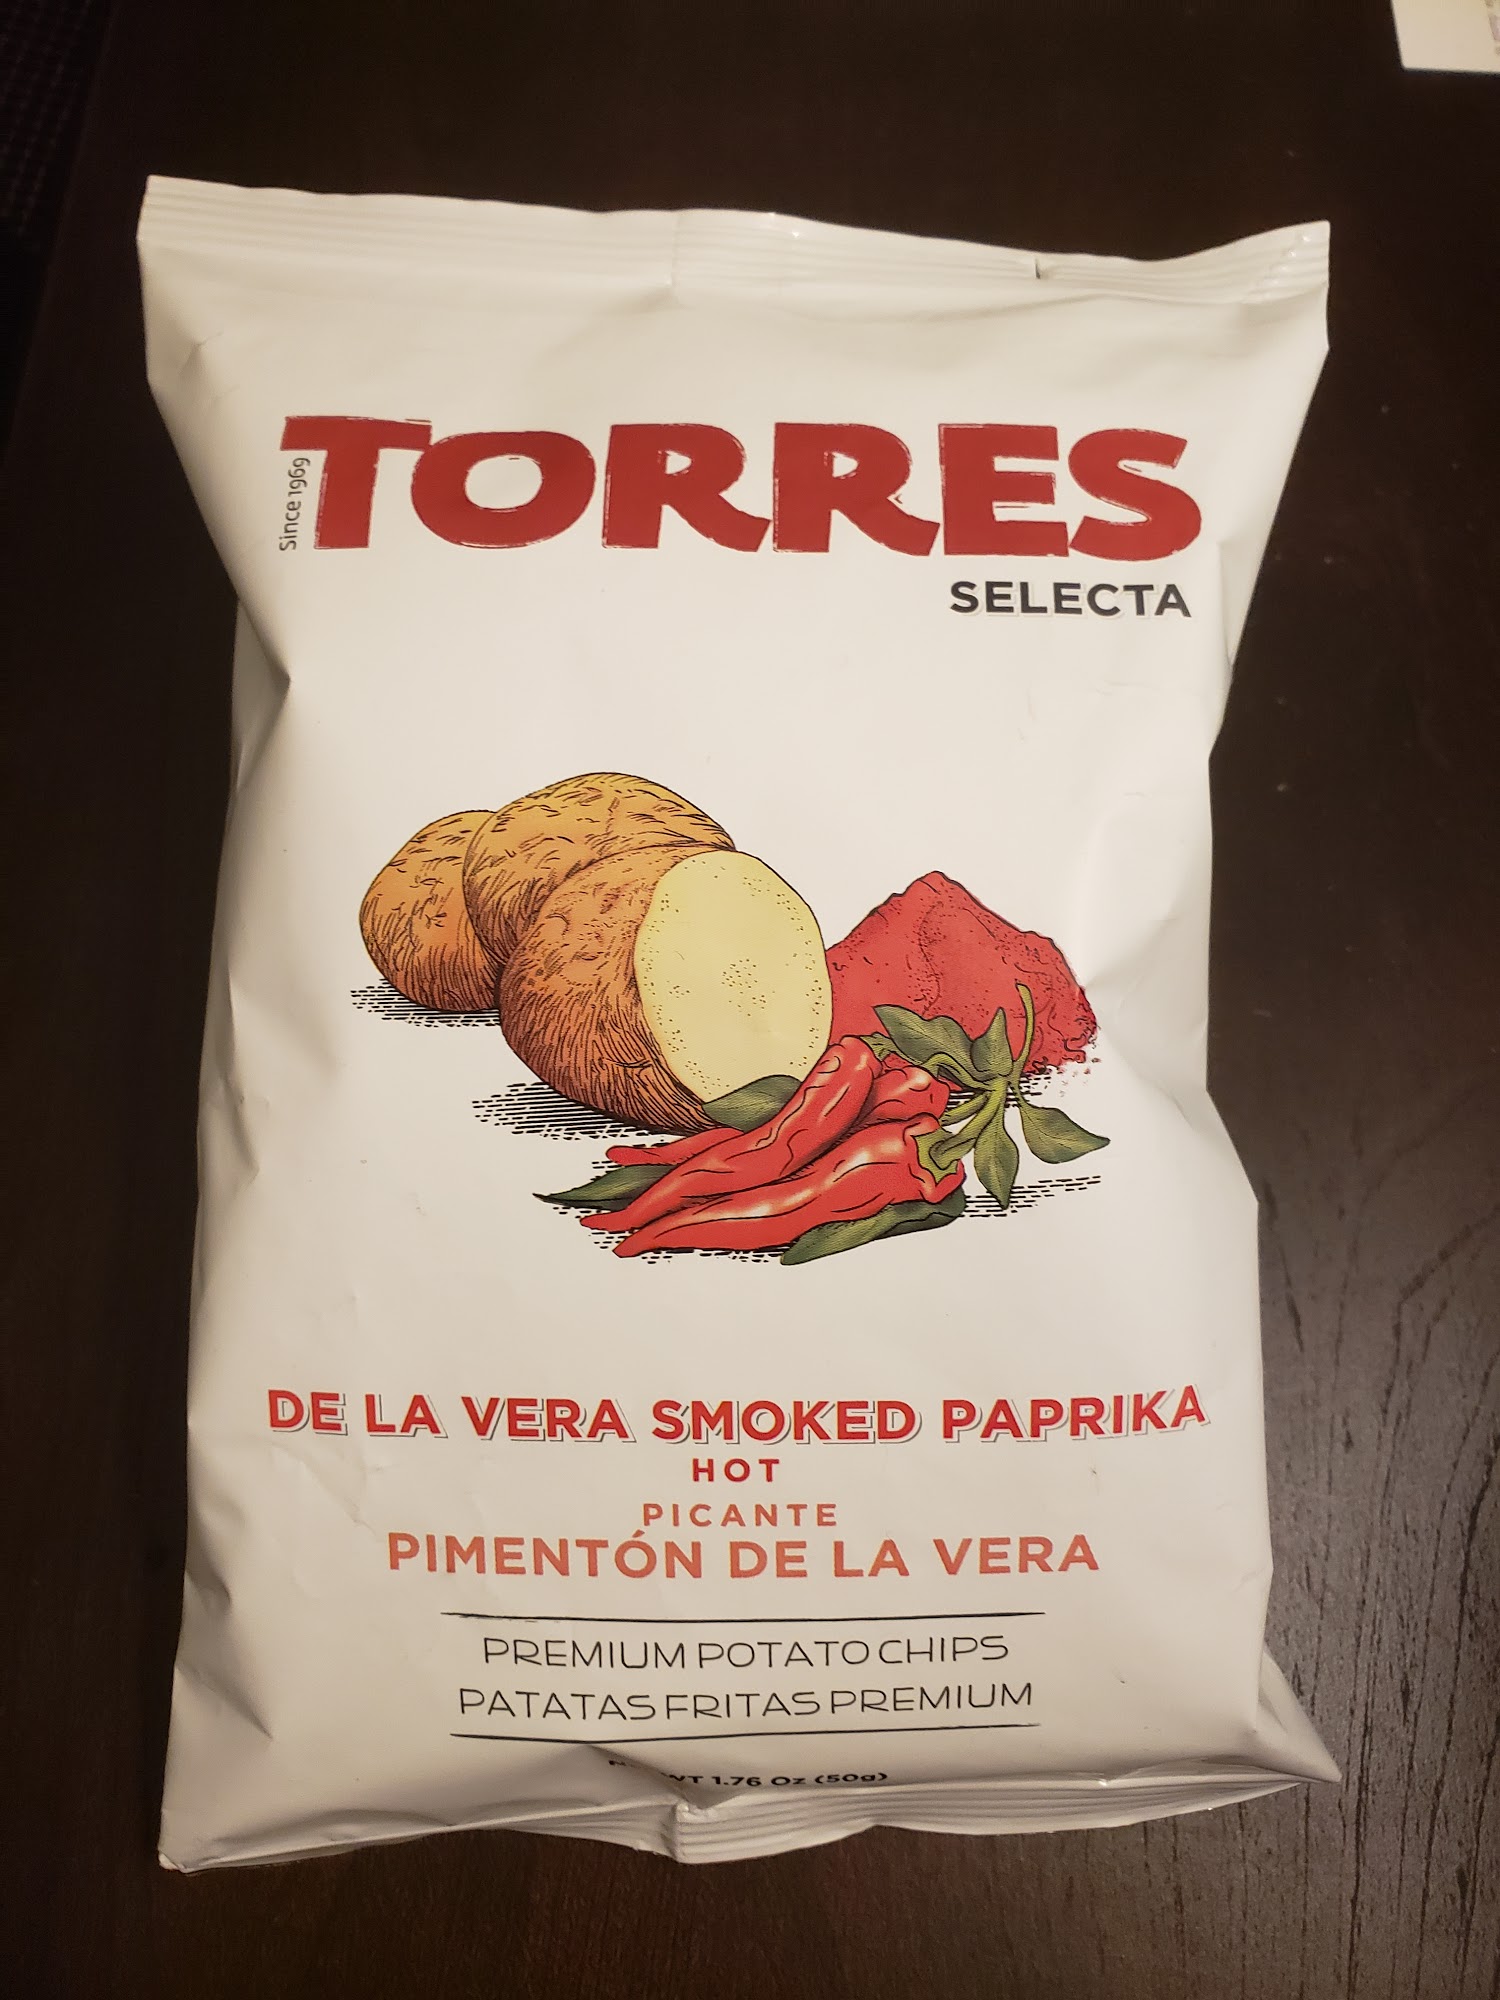 Since 1969
TORRES
SELECTA
DE LA VERA SMOKED PAPRIKA
HOT
PICANTE
PIMENTÓN DE LA VERA
PREMIUM POTATO CHIPS
PATATAS FRITAS PREMIUM
WT 1.76 Oz (50g)